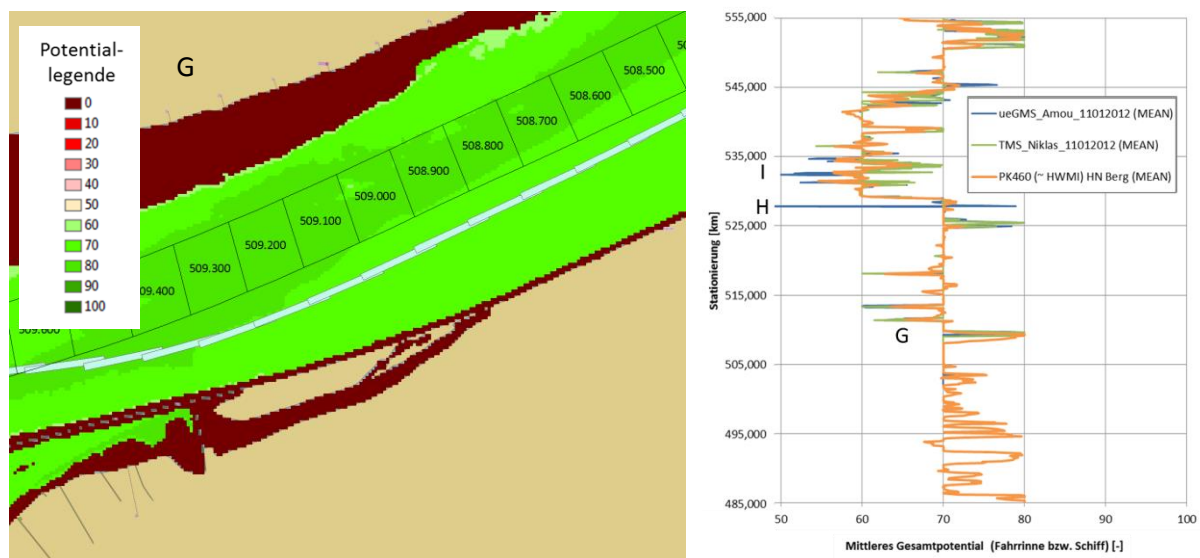 Potential-
legende
0
10
20
30
40
50
60
70
80
90
100
G
508.500
508.600
508.700
508.800
508.900
509.000
509.100
509.200
509.300
509.400
555,000
545,000
535,000
525,000
515,000
505,000
495,000
485,000
Stationierung [km]
I
H
G
ueGMS_Amou_11012012 (MEAN)
TMS_Niklas_11012012 (MEAN)
PK460 (~ HWMI) HN Berg (MEAN)
50 60 70 80 90 100
Mittleres Gesamtpotential (Fahrrinne bzw. Schiff) [-]